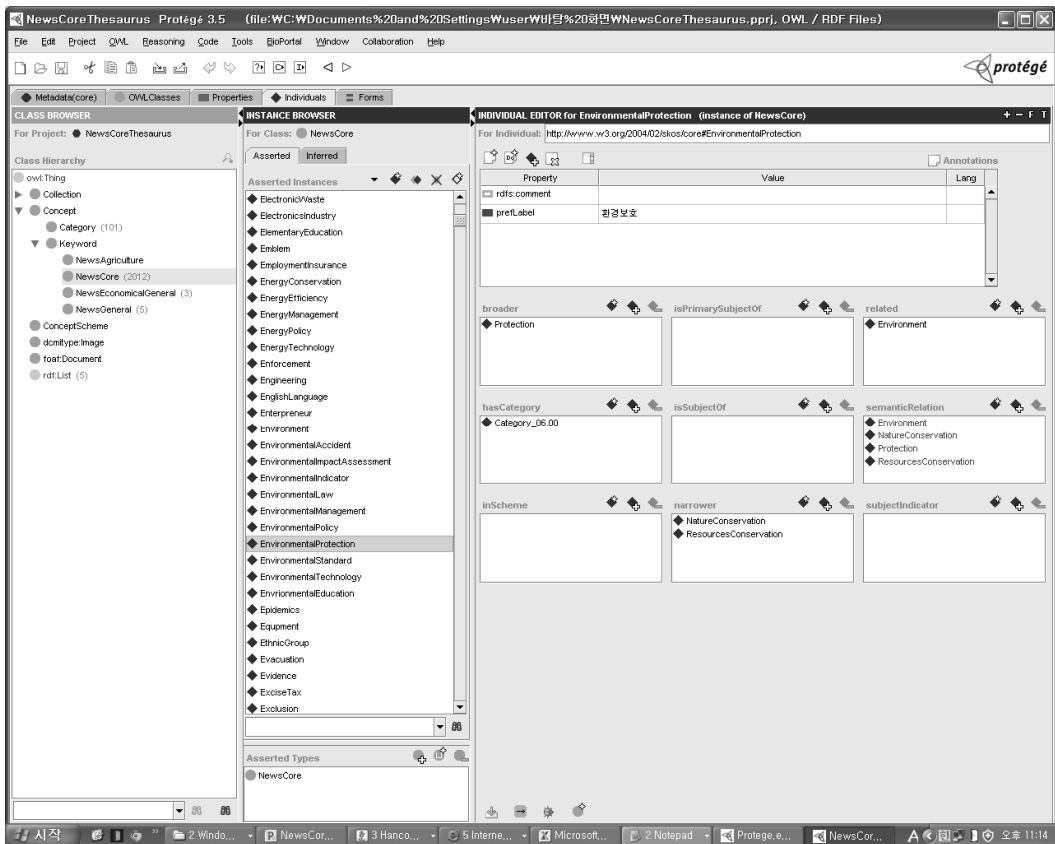 NewsCoreThesaurus Protégé 3.5 (file:₩C:₩Documents%20and%20Settings₩user₩바탕%20화면₩NewsCoreThesaurus.pprj, OWL / RDF Files)
File Edit Project OWL Reasoning Code Tools BioPortal Window Collaboration Help
protégé
Metadata(core) OWLClasses Properties Individuals Forms
CLASS BROWSER
For Project: NewsCoreThesaurus
Class Hierarchy
owl:Thing
Collection
Concept
Category (101)
Keyword
NewsAgriculture
NewsCore (2012)
NewsEconomicalGeneral (3)
NewsGeneral (5)
ConceptScheme
dcmitype:Image
foaf:Document
rdf:List (5)
INSTANCE BROWSER
For Class: NewsCore
Asserted Inferred
Asserted Instances
ElectronicWaste
ElectronicsIndustry
ElementaryEducation
Emblem
EmploymentInsurance
EnergyConservation
EnergyEfficiency
EnergyManagement
EnergyPolicy
EnergyTechnology
Enforcement
Engineering
EnglishLanguage
Enterpreneur
Environment
EnvironmentalAccident
EnvironmentalImpactAssessment
EnvironmentalIndicator
EnvironmentalLaw
EnvironmentalManagement
EnvironmentalPolicy
EnvironmentalProtection
EnvironmentalStandard
EnvironmentalTechnology
EnvrionmentalEducation
Epidemics
Equpment
EthnicGroup
Evacuation
Evidence
ExciseTax
Exclusion
Asserted Types
NewsCore
INDIVIDUAL EDITOR for EnvironmentalProtection (instance of NewsCore) + − F T
For Individual: http://www.w3.org/2004/02/skos/core#EnvironmentalProtection
Annotations
Property Value Lang
rdfs:comment
prefLabel 환경보호
broader
Protection
isPrimarySubjectOf
related
Environment
hasCategory
Category_06.00
isSubjectOf
semanticRelation
Environment
NatureConservation
Protection
ResourcesConservation
inScheme
narrower
NatureConservation
ResourcesConservation
subjectIndicator
시작 2 Windo... NewsCor... 3 Hanco... 5 Interne... Microsoft... 2 Notepad Protege,e... NewsCor... A 오후 11:14